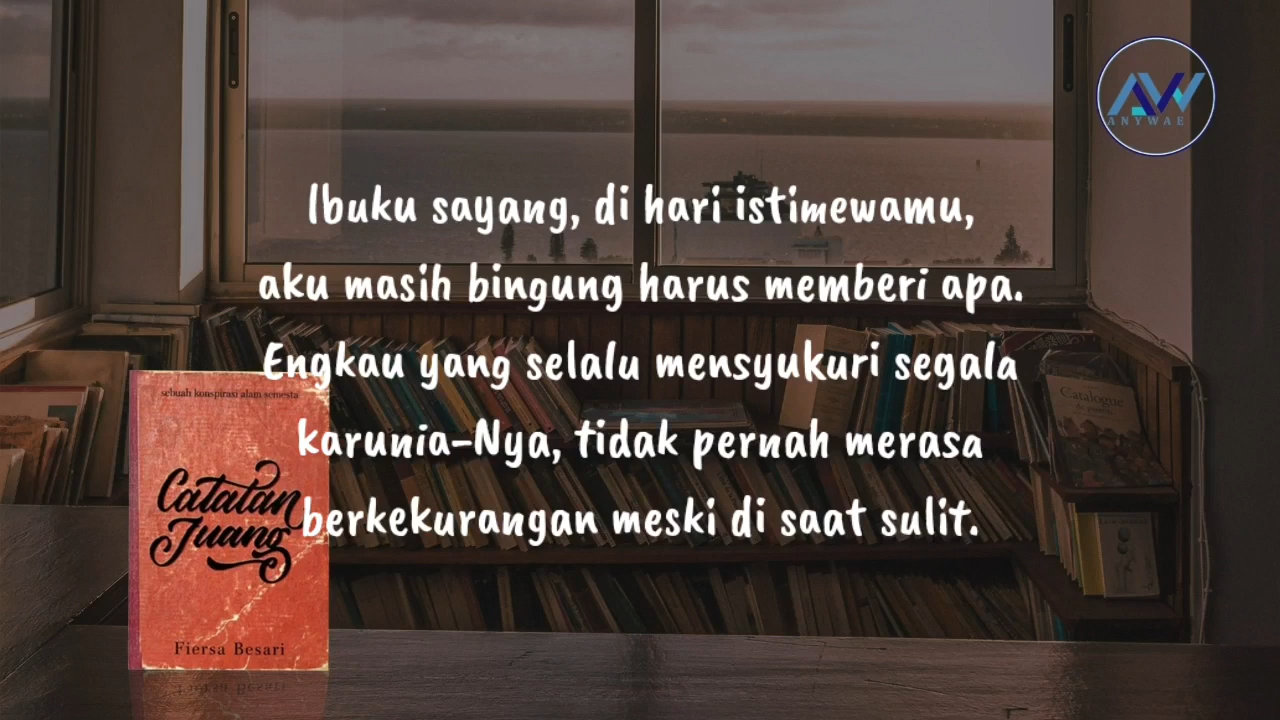 AW
ANYWAE
Ibuku sayang, di hari istimewamu,
aku masih bingung harus memberi apa.
Engkau yang selalu mensyukuri segala
karunia-Nya, tidak pernah merasa
berkekurangan meski di saat sulit.
sebuah konspirasi alam semesta
Catatan
Juang
Fiersa Besari
Catalogue